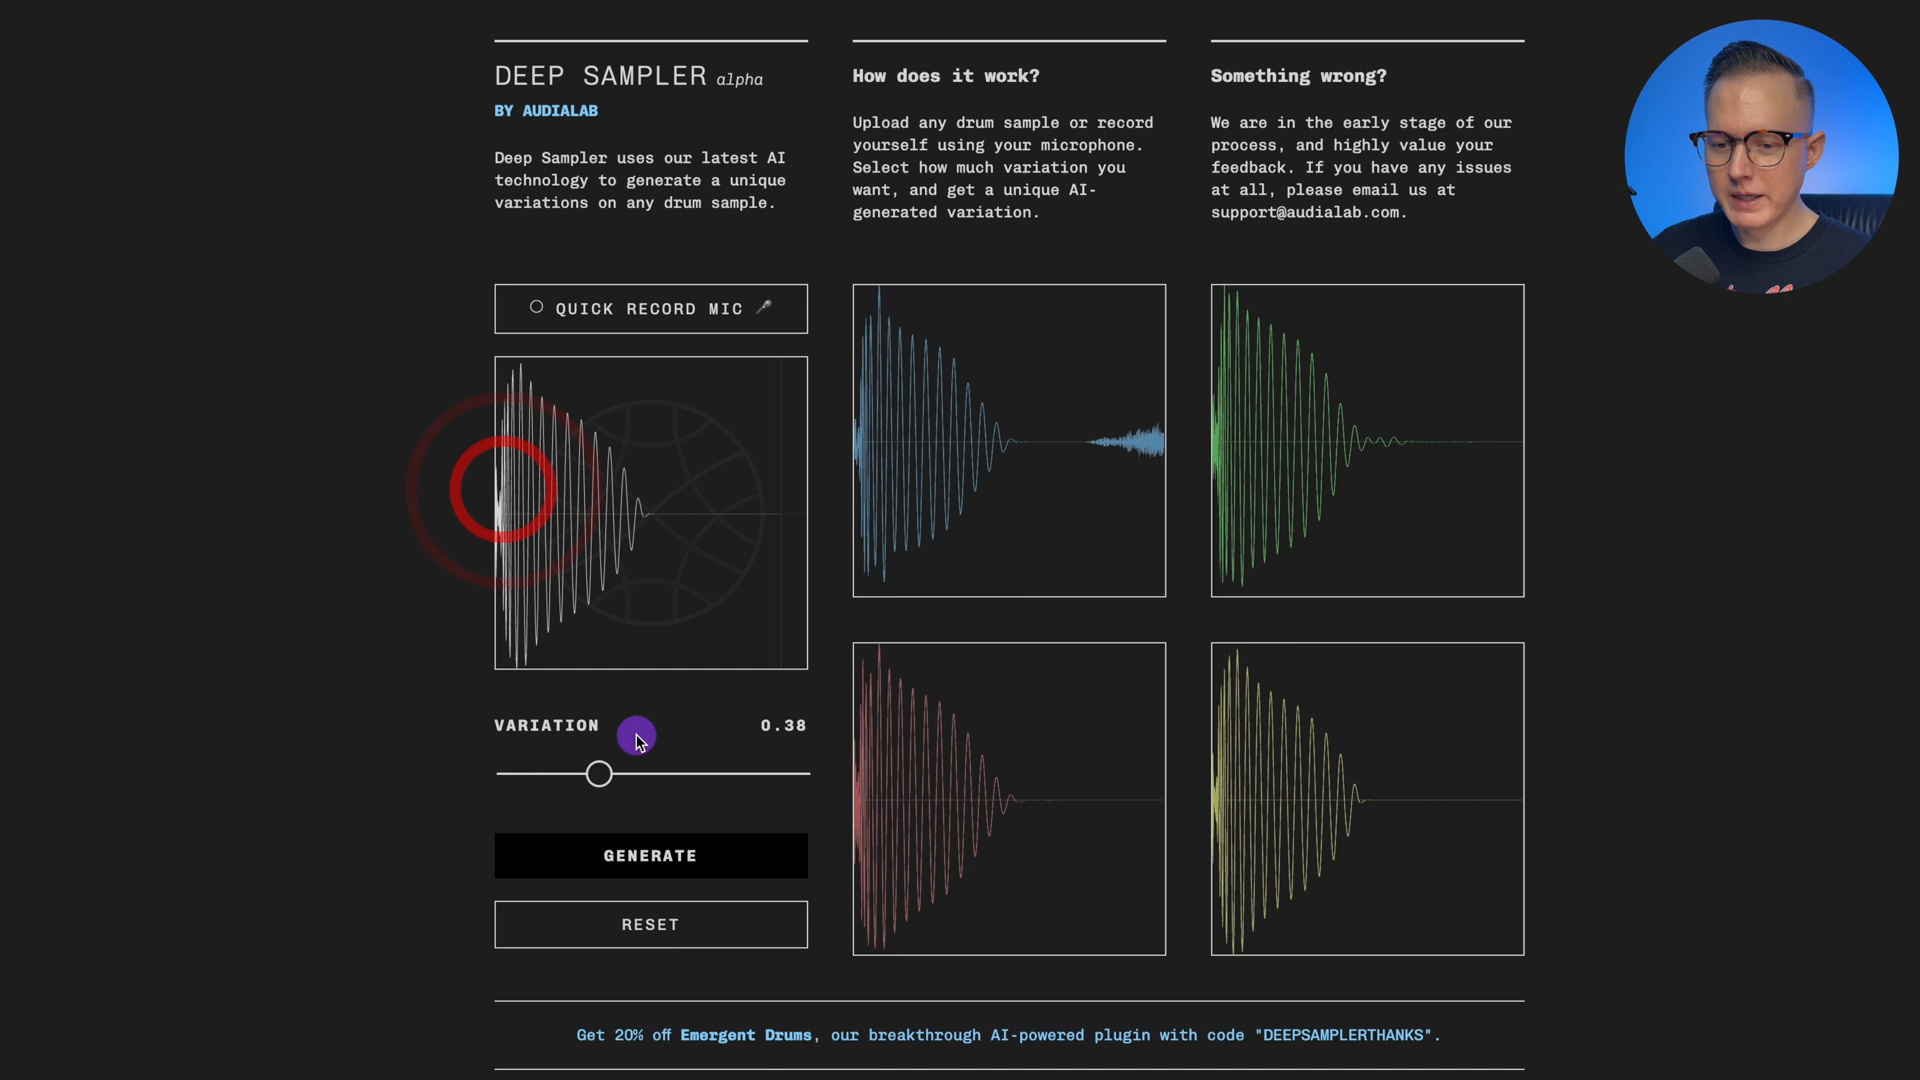 DEEP SAMPLER alpha
BY AUDIALAB
Deep Sampler uses our latest AI
technology to generate a unique
variations on any drum sample.
How does it work?
Upload any drum sample or record
yourself using your microphone.
Select how much variation you
want, and get a unique AI-
generated variation.
Something wrong?
We are in the early stage of our
process, and highly value your
feedback. If you have any issues
at all, please email us at
support@audialab.com.
QUICK RECORD MIC
VARIATION 0.38
GENERATE
RESET
Get 20% off Emergent Drums, our breakthrough AI-powered plugin with code "DEEPSAMPLERTHANKS".